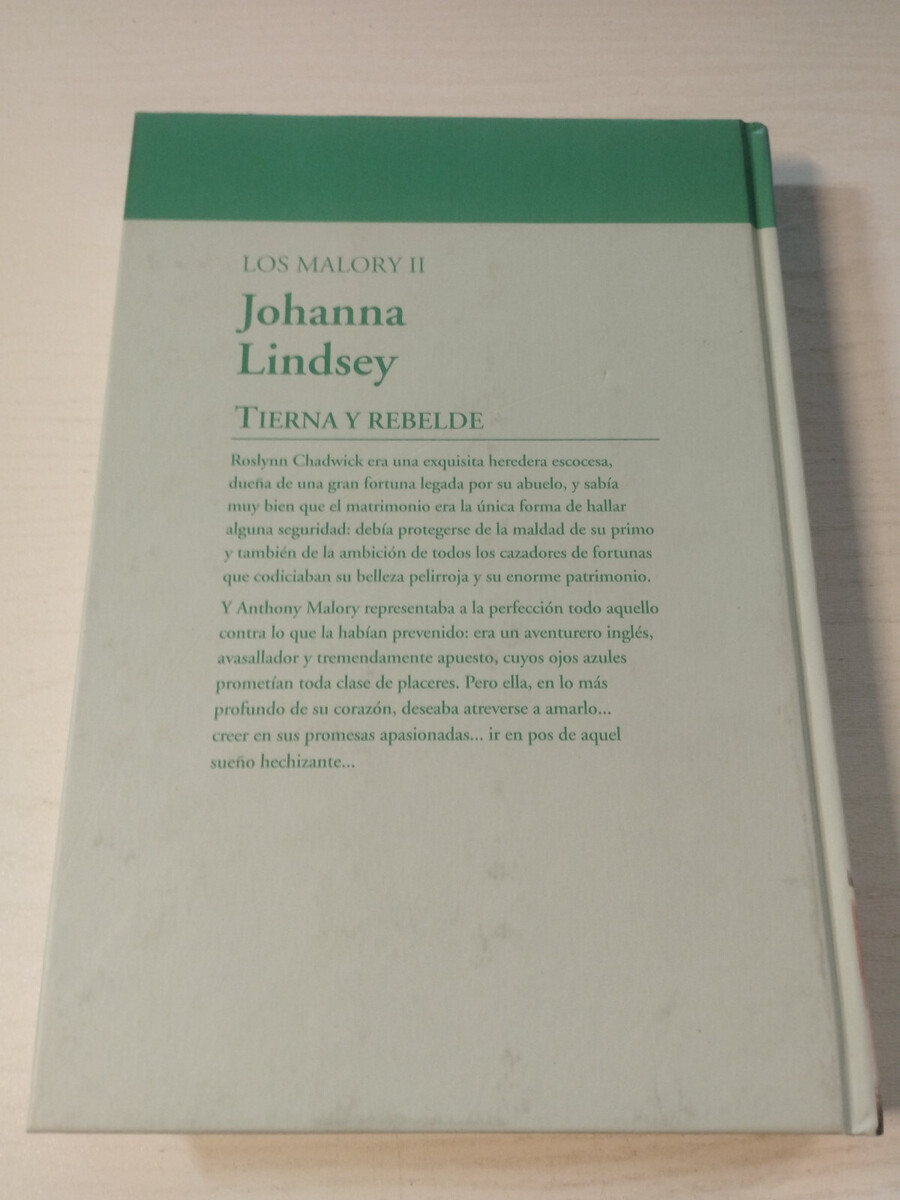 LOS MALORY II
Johanna
Lindsey
TIERNA Y REBELDE
Roslynn Chadwick era una exquisita heredera escocesa,
dueña de una gran fortuna legada por su abuelo, y sabía
muy bien que el matrimonio era la única forma de hallar
alguna seguridad: debía protegerse de la maldad de su primo
y también de la ambición de todos los cazadores de fortunas
que codiciaban su belleza pelirroja y su enorme patrimonio.
Y Anthony Malory representaba a la perfección todo aquello
contra lo que la habían prevenido: era un aventurero inglés,
avasallador y tremendamente apuesto, cuyos ojos azules
prometían toda clase de placeres. Pero ella, en lo más
profundo de su corazón, deseaba atreverse a amarlo...
creer en sus promesas apasionadas... ir en pos de aquel
sueño hechizante...